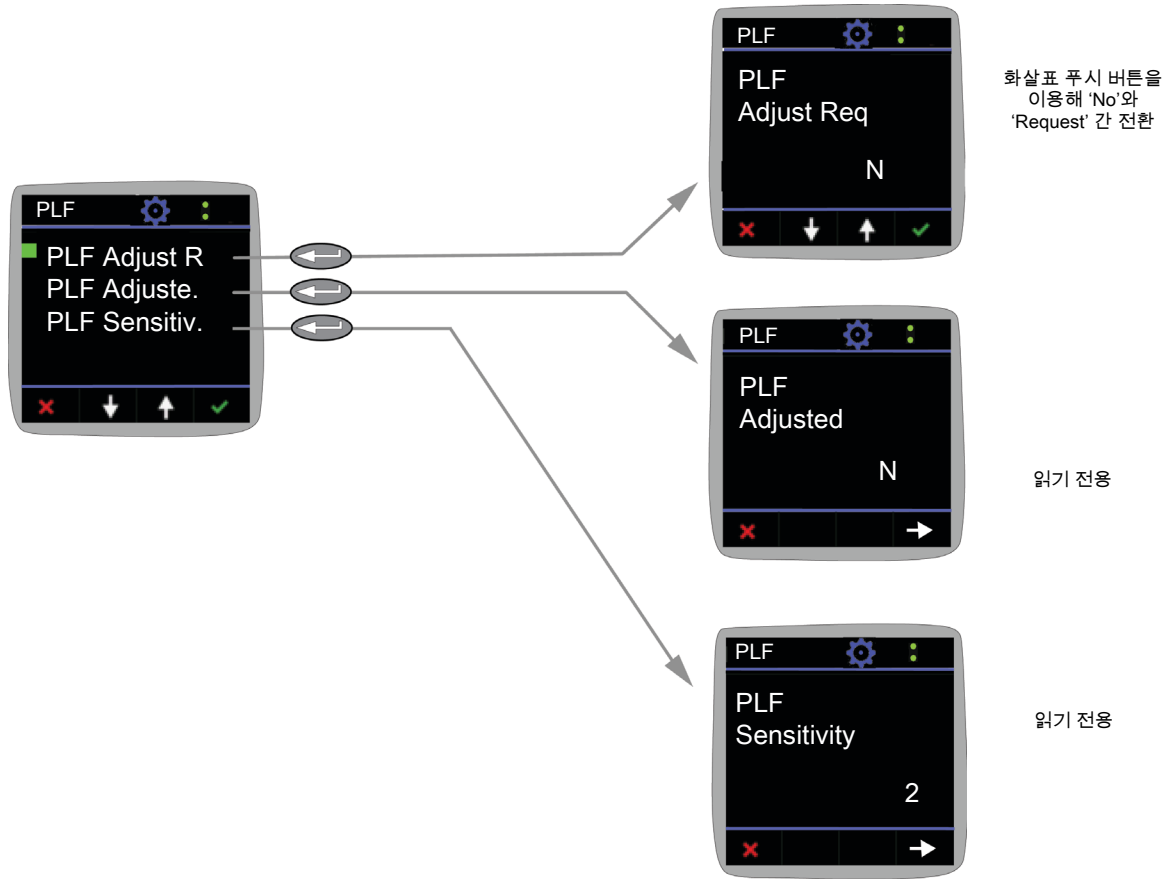 PLF
PLF Adjust R
PLF Adjuste.
PLF Sensitiv.
PLF
PLF
Adjust Req
N
화살표 푸시 버튼을
이용해 ‘No’와
‘Request’ 간 전환
PLF
PLF
Adjusted
N
읽기 전용
PLF
PLF
Sensitivity
2
읽기 전용